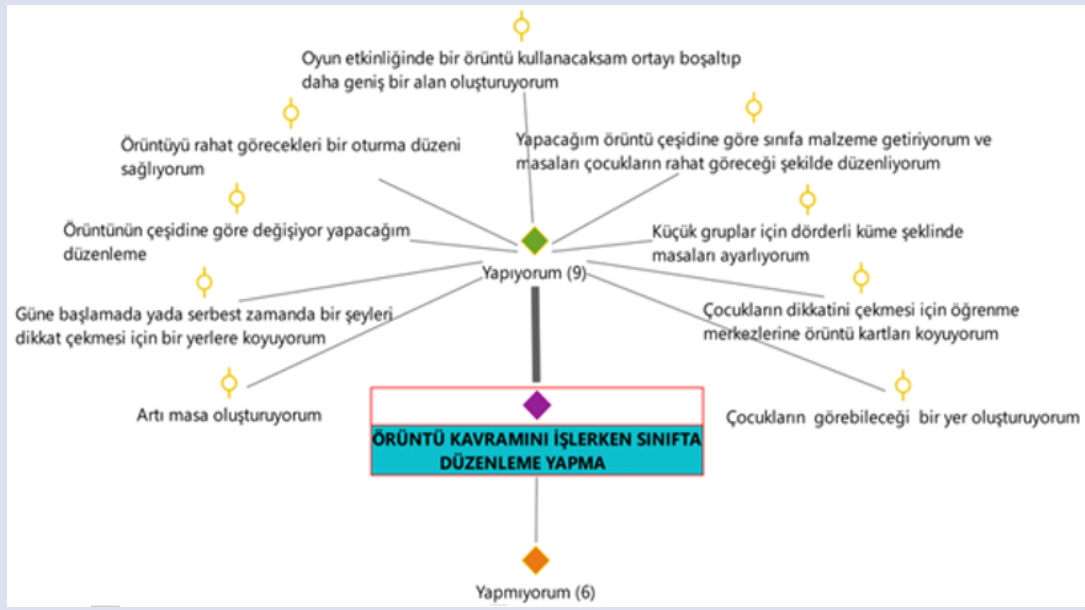 Oyun etkinliğinde bir örüntü kullanacaksam ortayı boşaltıp
daha geniş bir alan oluşturuyorum
Örüntüyü rahat görecekleri bir oturma düzeni
sağlıyorum
Yapacağım örüntü çeşidine göre sınıfa malzeme getiriyorum ve
masaları çocukların rahat göreceği şekilde düzenliyorum
Örüntünün çeşidine göre değişiyor yapacağım
düzenleme
Küçük gruplar için dörderli küme şeklinde
masaları ayarlıyorum
Yapıyorum (9)
Güne başlamada yada serbest zamanda bir şeyleri
dikkat çekmesi için bir yerlere koyuyorum
Çocukların dikkatini çekmesi için öğrenme
merkezlerine örüntü kartları koyuyorum
Artı masa oluşturuyorum
Çocukların görebileceği bir yer oluşturuyorum
ÖRÜNTÜ KAVRAMINI İŞLERKEN SINIFTA
DÜZENLEME YAPMA
Yapmıyorum (6)